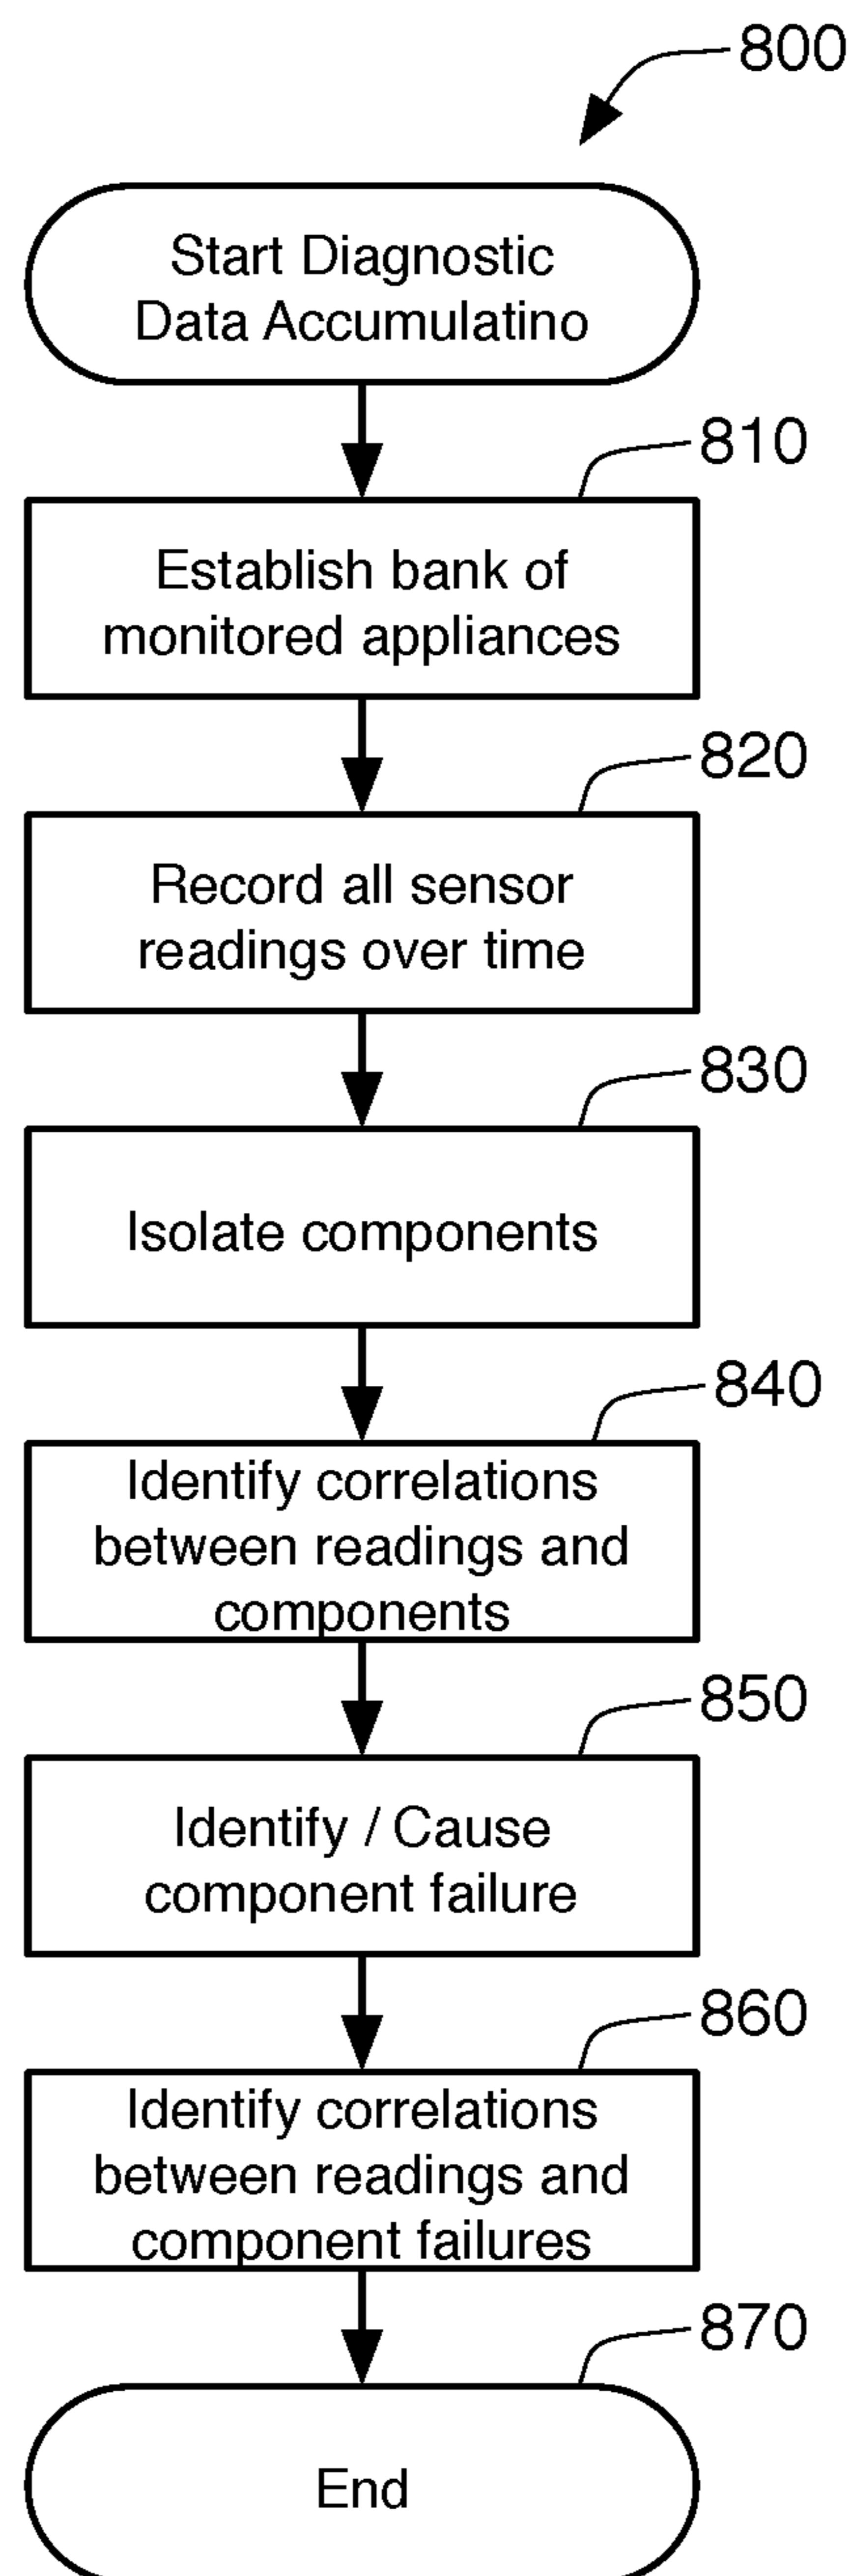 800
Start Diagnostic
Data Accumulatino
810
Establish bank of
monitored appliances
820
Record all sensor
readings over time
830
Isolate components
840
Identify correlations
between readings and
components
850
Identify / Cause
component failure
860
Identify correlations
between readings and
component failures
870
End